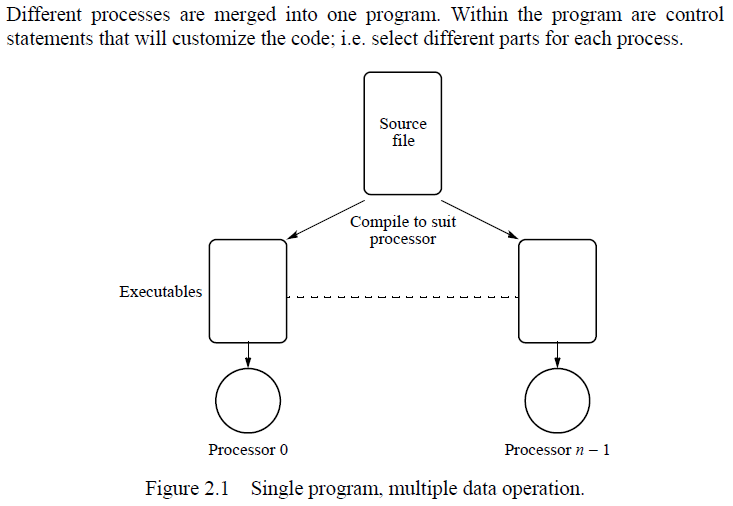 Different processes are merged into one program. Within the program are control
statements that will customize the code; i.e. select different parts for each process.
Source
file
Compile to suit
processor
Executables
Processor 0
Processor n – 1
Figure 2.1 Single program, multiple data operation.